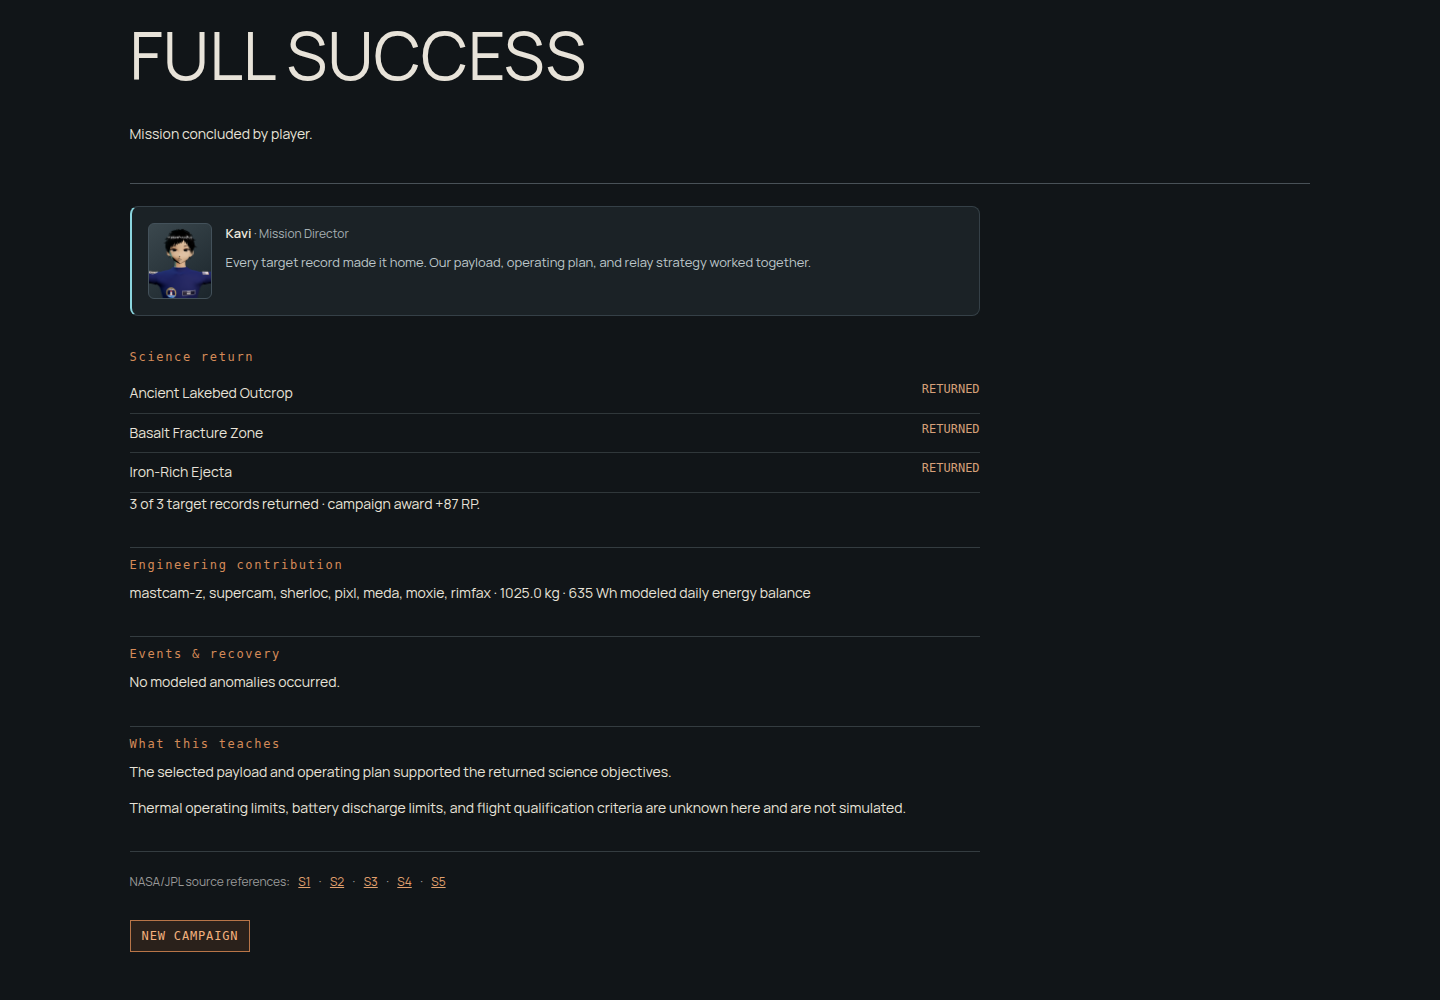 FULL SUCCESS
Mission concluded by player.
Kavi · Mission Director
Every target record made it home. Our payload, operating plan, and relay strategy worked together.
Science return
Ancient Lakebed Outcrop RETURNED
Basalt Fracture Zone RETURNED
Iron-Rich Ejecta RETURNED
3 of 3 target records returned · campaign award +87 RP.
Engineering contribution
mastcam-z, supercam, sherloc, pixl, meda, moxie, rimfax · 1025.0 kg · 635 Wh modeled daily energy balance
Events & recovery
No modeled anomalies occurred.
What this teaches
The selected payload and operating plan supported the returned science objectives.
Thermal operating limits, battery discharge limits, and flight qualification criteria are unknown here and are not simulated.
NASA/JPL source references: S1 · S2 · S3 · S4 · S5
NEW CAMPAIGN